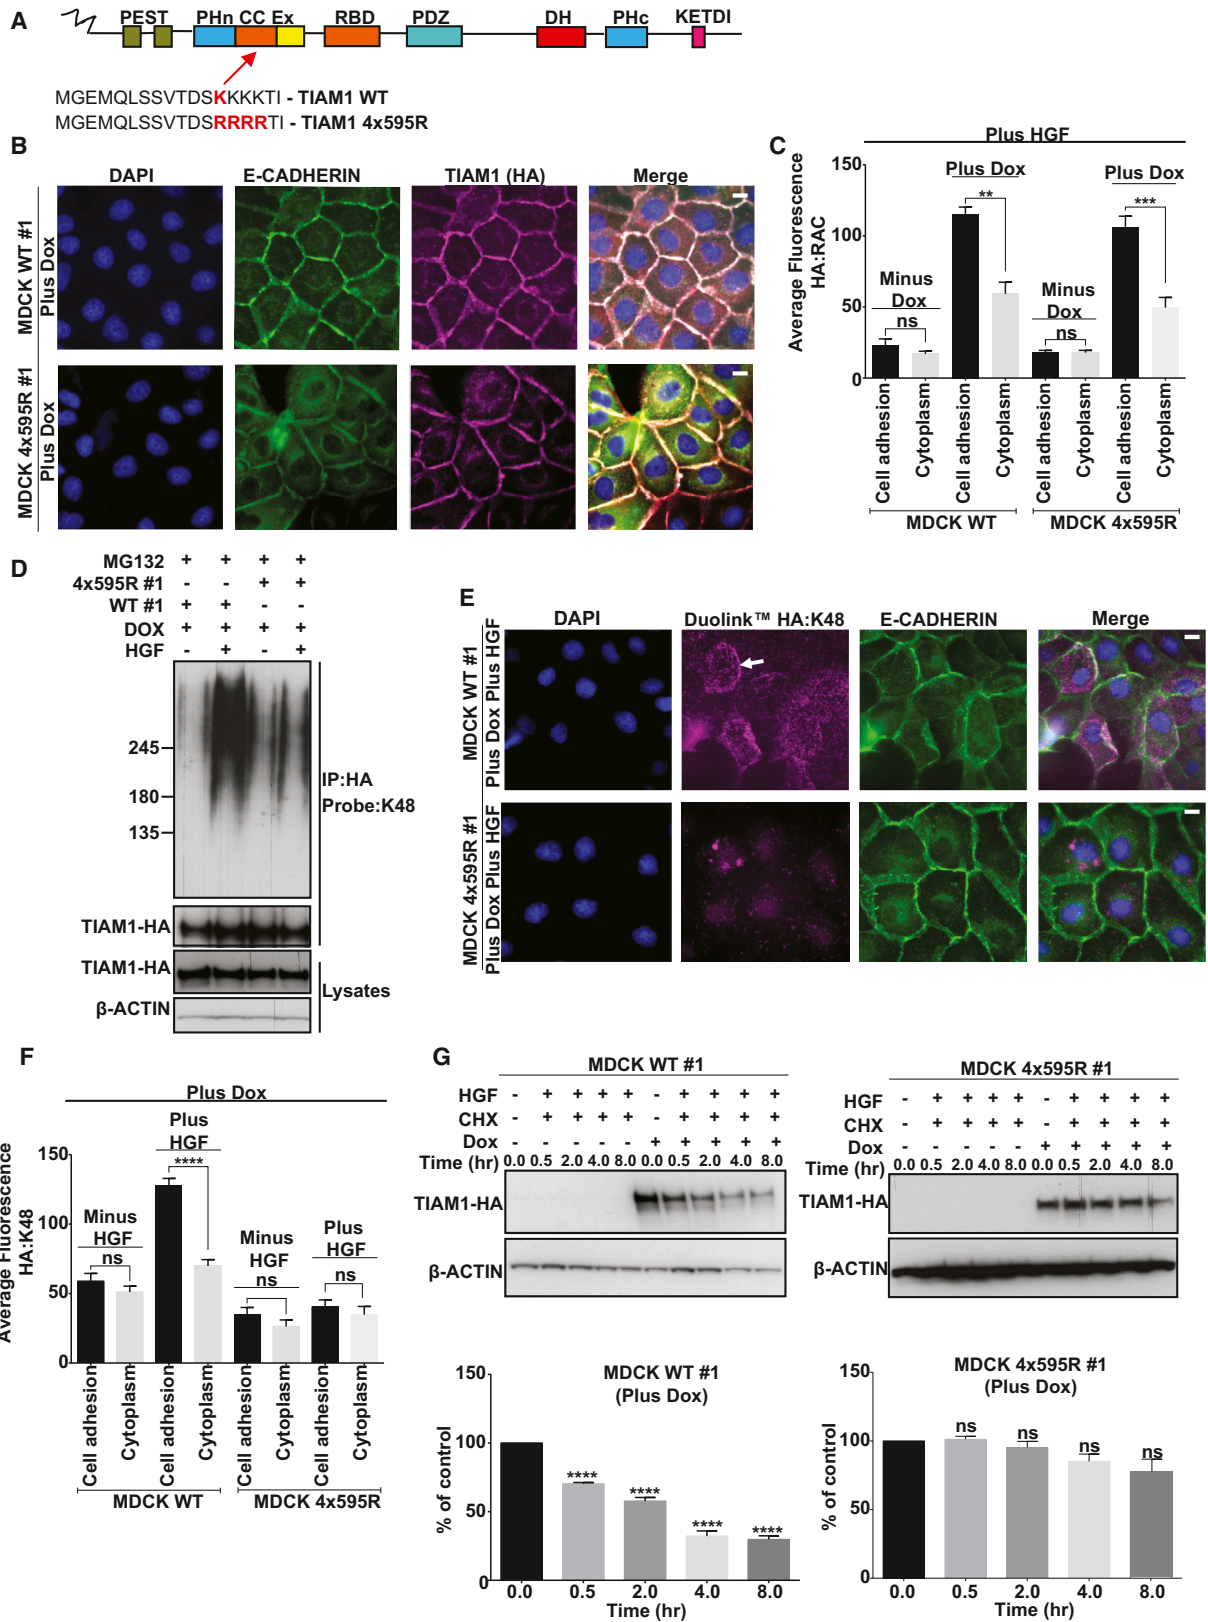 A
PEST
PHn CC Ex
RBD
PDZ
DH
PHc
KETDI
MGEMQLSSVTDSKKKKTI - TIAM1 WT
MGEMQLSSVTDSRRRRTI - TIAM1 4x595R
B
DAPI
E-CADHERIN
TIAM1 (HA)
Merge
MDCK WT #1
Plus Dox
MDCK 4x595R #1
Plus Dox
C
Plus HGF
Average Fluorescence
HA:RAC
150
100
50
0
Minus
Dox
ns
Plus Dox
**
Minus
Dox
ns
Plus Dox
***
Cell adhesion
Cytoplasm
Cell adhesion
Cytoplasm
Cell adhesion
Cytoplasm
Cell adhesion
Cytoplasm
MDCK WT
MDCK 4x595R
D
MG132 + + + +
4x595R #1 - - + +
WT #1 + + - -
DOX + + + +
HGF - + - +
245
180
135
IP:HA
Probe:K48
TIAM1-HA
TIAM1-HA
β-ACTIN
Lysates
E
DAPI
Duolink™ HA:K48
E-CADHERIN
Merge
MDCK WT #1
Plus Dox Plus HGF
MDCK 4x595R #1
Plus Dox Plus HGF
F
Plus Dox
Average Fluorescence
HA:K48
150
100
50
0
Minus
HGF
ns
Plus
HGF
****
Minus
HGF
ns
Plus
HGF
ns
Cell adhesion
Cytoplasm
Cell adhesion
Cytoplasm
Cell adhesion
Cytoplasm
Cell adhesion
Cytoplasm
MDCK WT
MDCK 4x595R
G
MDCK WT #1
HGF - + + + + - + + + +
CHX - + + + + - + + + +
Dox - - - - - + + + + +
Time (hr) 0.0 0.5 2.0 4.0 8.0 0.0 0.5 2.0 4.0 8.0
TIAM1-HA
β-ACTIN
MDCK 4x595R #1
HGF - + + + + - + + + +
CHX - + + + + - + + + +
Dox - - - - - + + + + +
Time (hr) 0.0 0.5 2.0 4.0 8.0 0.0 0.5 2.0 4.0 8.0
TIAM1-HA
β-ACTIN
MDCK WT #1
(Plus Dox)
% of control
150
100
50
0
****
****
****
****
0.0 0.5 2.0 4.0 8.0
Time (hr)
MDCK 4x595R #1
(Plus Dox)
% of control
150
100
50
0
ns
ns
ns
ns
0.0 0.5 2.0 4.0 8.0
Time (hr)